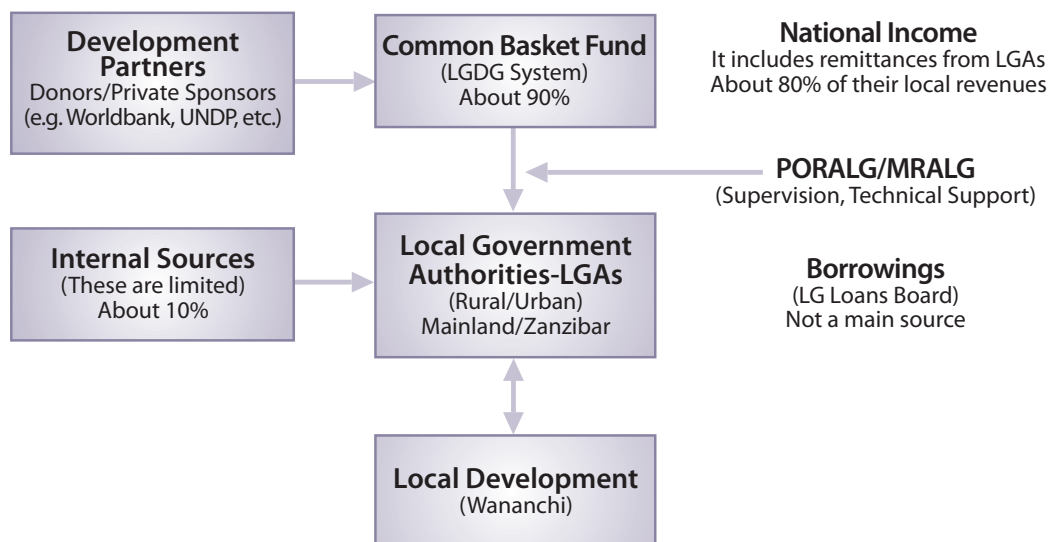 Development
Partners
Donors/Private Sponsors
(e.g. Worldbank, UNDP, etc.)
Common Basket Fund
(LGDG System)
About 90%
National Income
It includes remittances from LGAs
About 80% of their local revenues
PORALG/MRALG
(Supervision, Technical Support)
Internal Sources
(These are limited)
About 10%
Local Government
Authorities-LGAs
(Rural/Urban)
Mainland/Zanzibar
Borrowings
(LG Loans Board)
Not a main source
Local Development
(Wananchi)